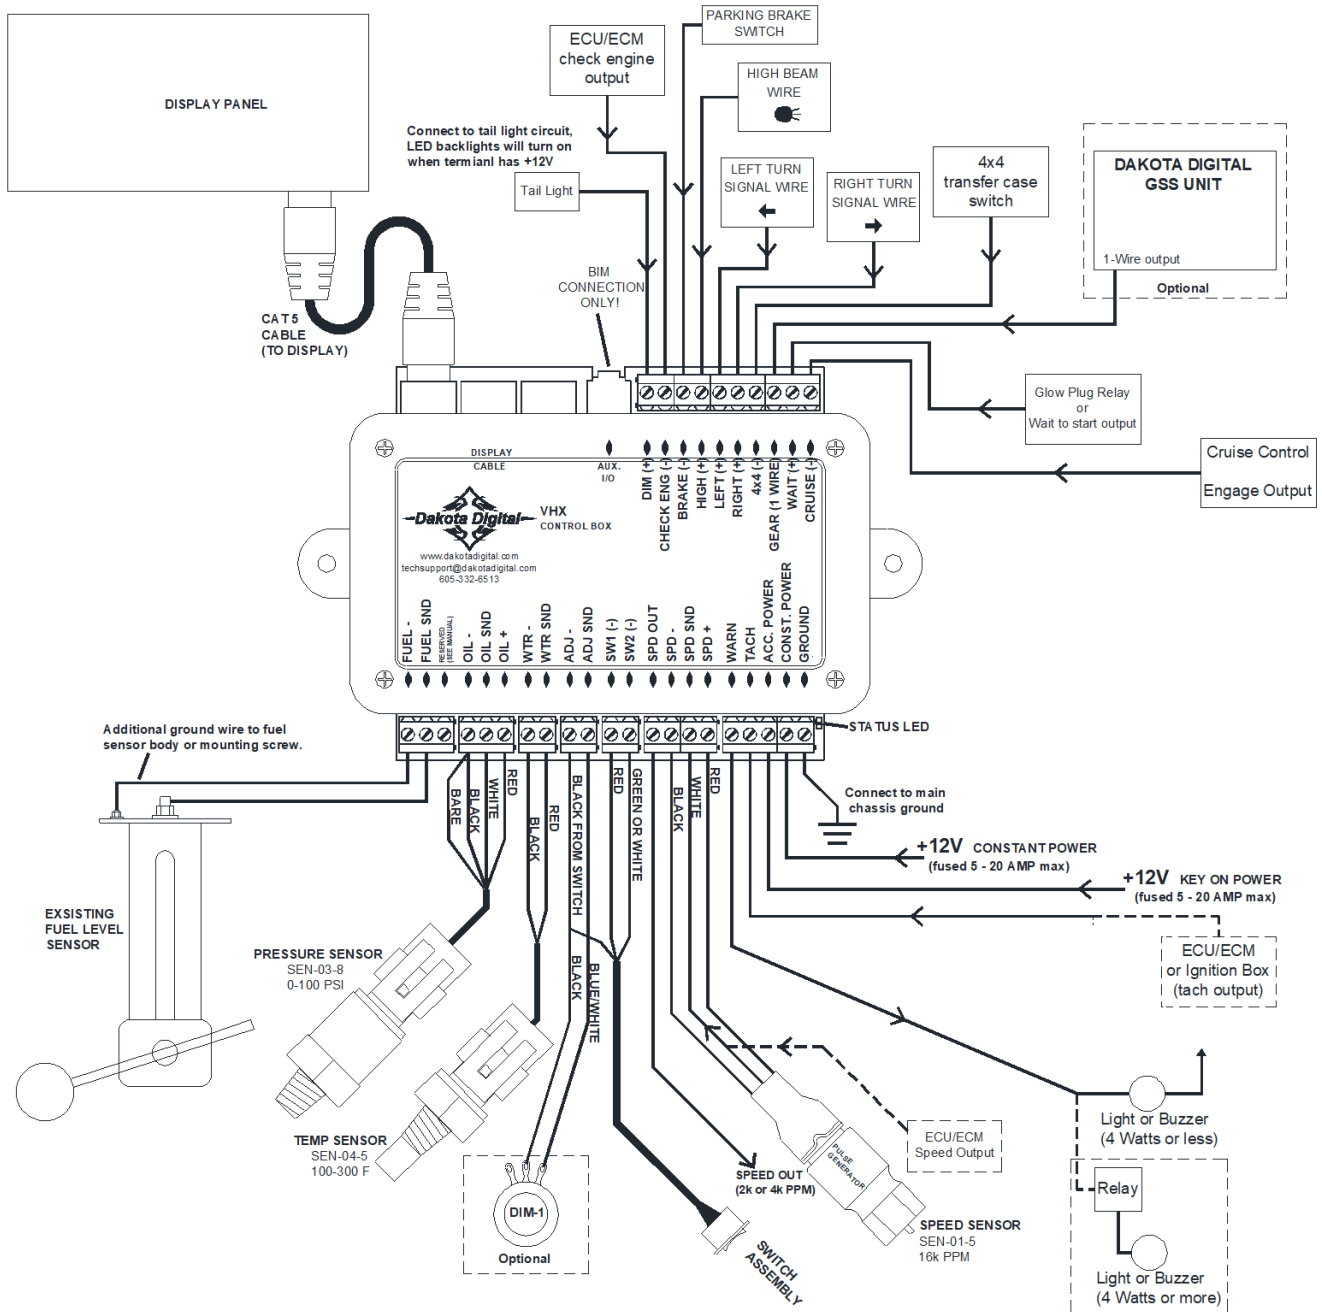 DISPLAY PANEL
ECU/ECM
check engine
output
PARKING BRAKE
SWITCH
HIGH BEAM
WIRE
Connect to tail light circuit,
LED backlights will turn on
when termianl has +12V
Tail Light
LEFT TURN
SIGNAL WIRE
RIGHT TURN
SIGNAL WIRE
4x4
transfer case
switch
DAKOTA DIGITAL
GSS UNIT
1-Wire output
Optional
BIM
CONNECTION
ONLY!
CAT 5
CABLE
(TO DISPLAY)
Glow Plug Relay
or
Wait to start output
Cruise Control
Engage Output
DISPLAY
CABLE
AUX.
I/O
DIM (+)
CHECK ENG (-)
BRAKE (-)
HIGH (+)
LEFT (+)
RIGHT (+)
4x4 (-)
GEAR (1 WIRE)
WAIT (+)
CRUISE (-)
Dakota Digital
VHX
CONTROL BOX
www.dakotadigital.com
techsupport@dakotadigital.com
605-332-6513
FUEL -
FUEL SND
RESERVED
(SEE MANUAL)
OIL -
OIL SND
OIL +
WTR -
WTR SND
ADJ -
ADJ SND
SW1 (-)
SW2 (-)
SPD OUT
SPD -
SPD SND
SPD +
WARN
TACH
ACC. POWER
CONST. POWER
GROUND
STATUS LED
Additional ground wire to fuel
sensor body or mounting screw.
BARE
BLACK
WHITE
RED
BLACK
RED
BLACK FROM SWITCH
RED
GREEN OR WHITE
BLACK
WHITE
RED
Connect to main
chassis ground
+12V CONSTANT POWER
(fused 5 - 20 AMP max)
+12V KEY ON POWER
(fused 5 - 20 AMP max)
EXSISTING
FUEL LEVEL
SENSOR
PRESSURE SENSOR
SEN-03-8
0-100 PSI
BLACK
BLUE/WHITE
ECU/ECM
or Ignition Box
(tach output)
TEMP SENSOR
SEN-04-5
100-300 F
DIM-1
Optional
SPEED OUT
(2k or 4k PPM)
PULSE
GENERATOR
ECU/ECM
Speed Output
Light or Buzzer
(4 Watts or less)
SPEED SENSOR
SEN-01-5
16k PPM
SWITCH
ASSEMBLY
Relay
Light or Buzzer
(4 Watts or more)